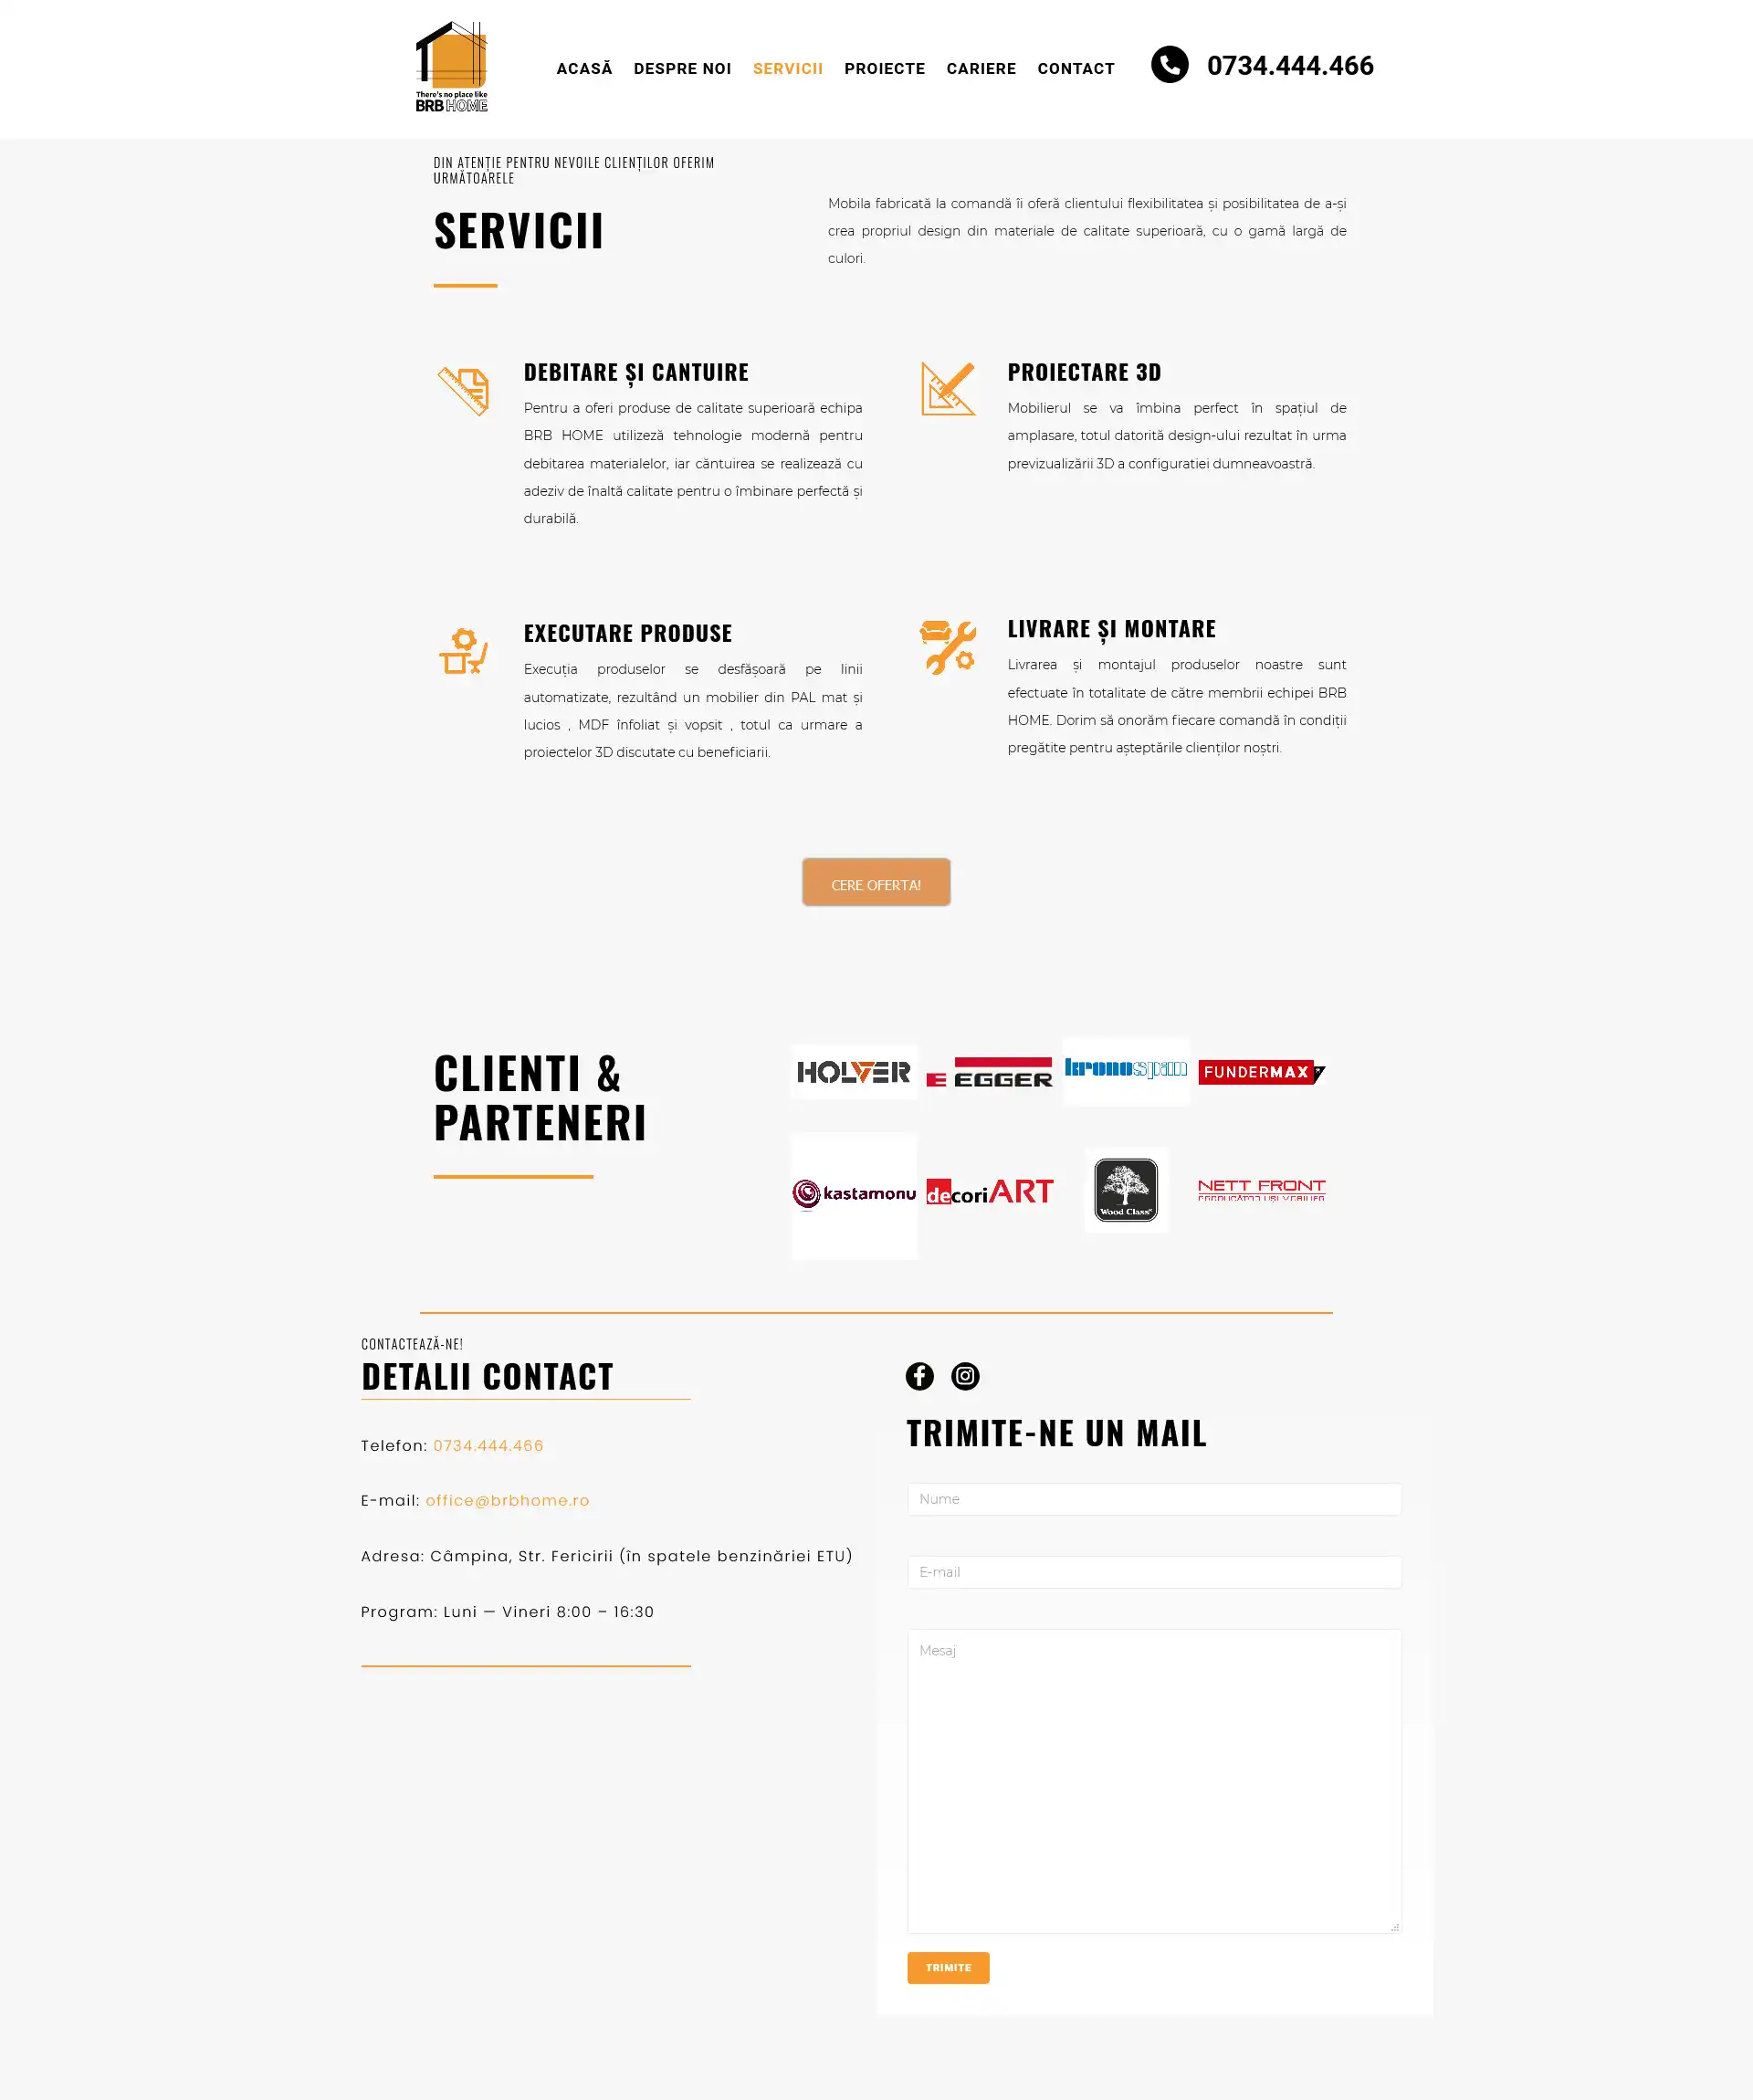 There's no place like
BRB HOME
ACASĂ DESPRE NOI SERVICII PROIECTE CARIERE CONTACT
0734.444.466
DIN ATENȚIE PENTRU NEVOILE CLIENȚILOR OFERIM
URMĂTOARELE
SERVICII
Mobila fabricată la comandă îi oferă clientului flexibilitatea și posibilitatea de a-și
crea propriul design din materiale de calitate superioară, cu o gamă largă de
culori.
DEBITARE ȘI CANTUIRE
Pentru a oferi produse de calitate superioară echipa
BRB HOME utilizeză tehnologie modernă pentru
debitarea materialelor, iar căntuirea se realizează cu
adeziv de înaltă calitate pentru o îmbinare perfectă și
durabilă.
PROIECTARE 3D
Mobilierul se va îmbina perfect în spațiul de
amplasare, totul datorită design-ului rezultat în urma
previzualizării 3D a configuratiei dumneavoastră.
EXECUTARE PRODUSE
Execuția produselor se desfășoară pe linii
automatizate, rezultând un mobilier din PAL mat și
lucios , MDF înfoliat și vopsit , totul ca urmare a
proiectelor 3D discutate cu beneficiarii.
LIVRARE ȘI MONTARE
Livrarea și montajul produselor noastre sunt
efectuate în totalitate de către membrii echipei BRB
HOME. Dorim să onorăm fiecare comandă în condiții
pregătite pentru așteptările clienților noștri.
CERE OFERTA!
CLIENTI &
PARTENERI
HOLVER
E EGGER
kronospan
FUNDERMAX
kastamonu
decoriART
Wood Class
NETT FRONT
CONTACTEAZĂ-NE!
DETALII CONTACT
Telefon: 0734.444.466
E-mail: office@brbhome.ro
Adresa: Câmpina, Str. Fericirii (în spatele benzinăriei ETU)
Program: Luni — Vineri 8:00 – 16:30
TRIMITE-NE UN MAIL
Nume
E-mail
Mesaj
TRIMITE